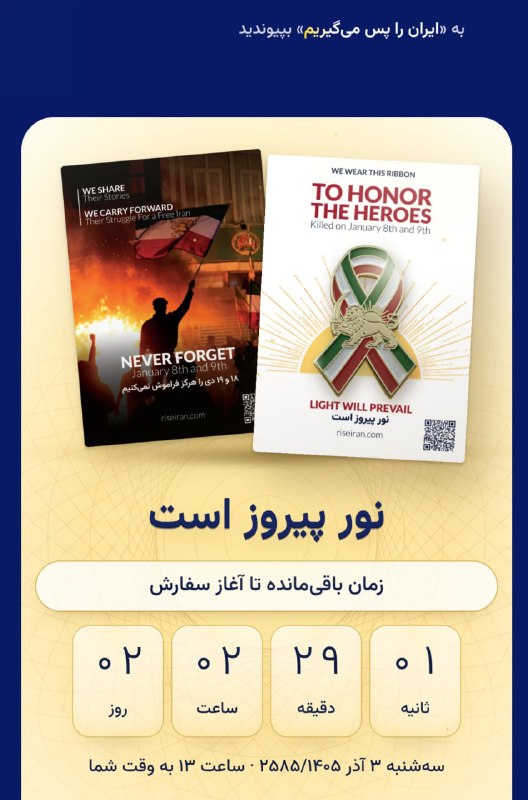 به «ایران را پس می‌گیریم» بپیوندید
WE SHARE
Their Stories
WE CARRY FORWARD
Their Struggle For a Free Iran
NEVER FORGET
January 8th and 9th
۱۸ و ۱۹ دی را هرگز فراموش نمی‌کنیم
riseiran.com
WE WEAR THIS RIBBON
TO HONOR
THE HEROES
Killed on January 8th and 9th
LIGHT WILL PREVAIL
نور پیروز است
riseiran.com
نور پیروز است
زمان باقی‌مانده تا آغاز سفارش
۰۲ ۰۲ ۲۹ ۰۱
روز ساعت دقیقه ثانیه
سه‌شنبه ۳ آذر ۲۵۸۵/۱۴۰۵ · ساعت ۱۳ به وقت شما